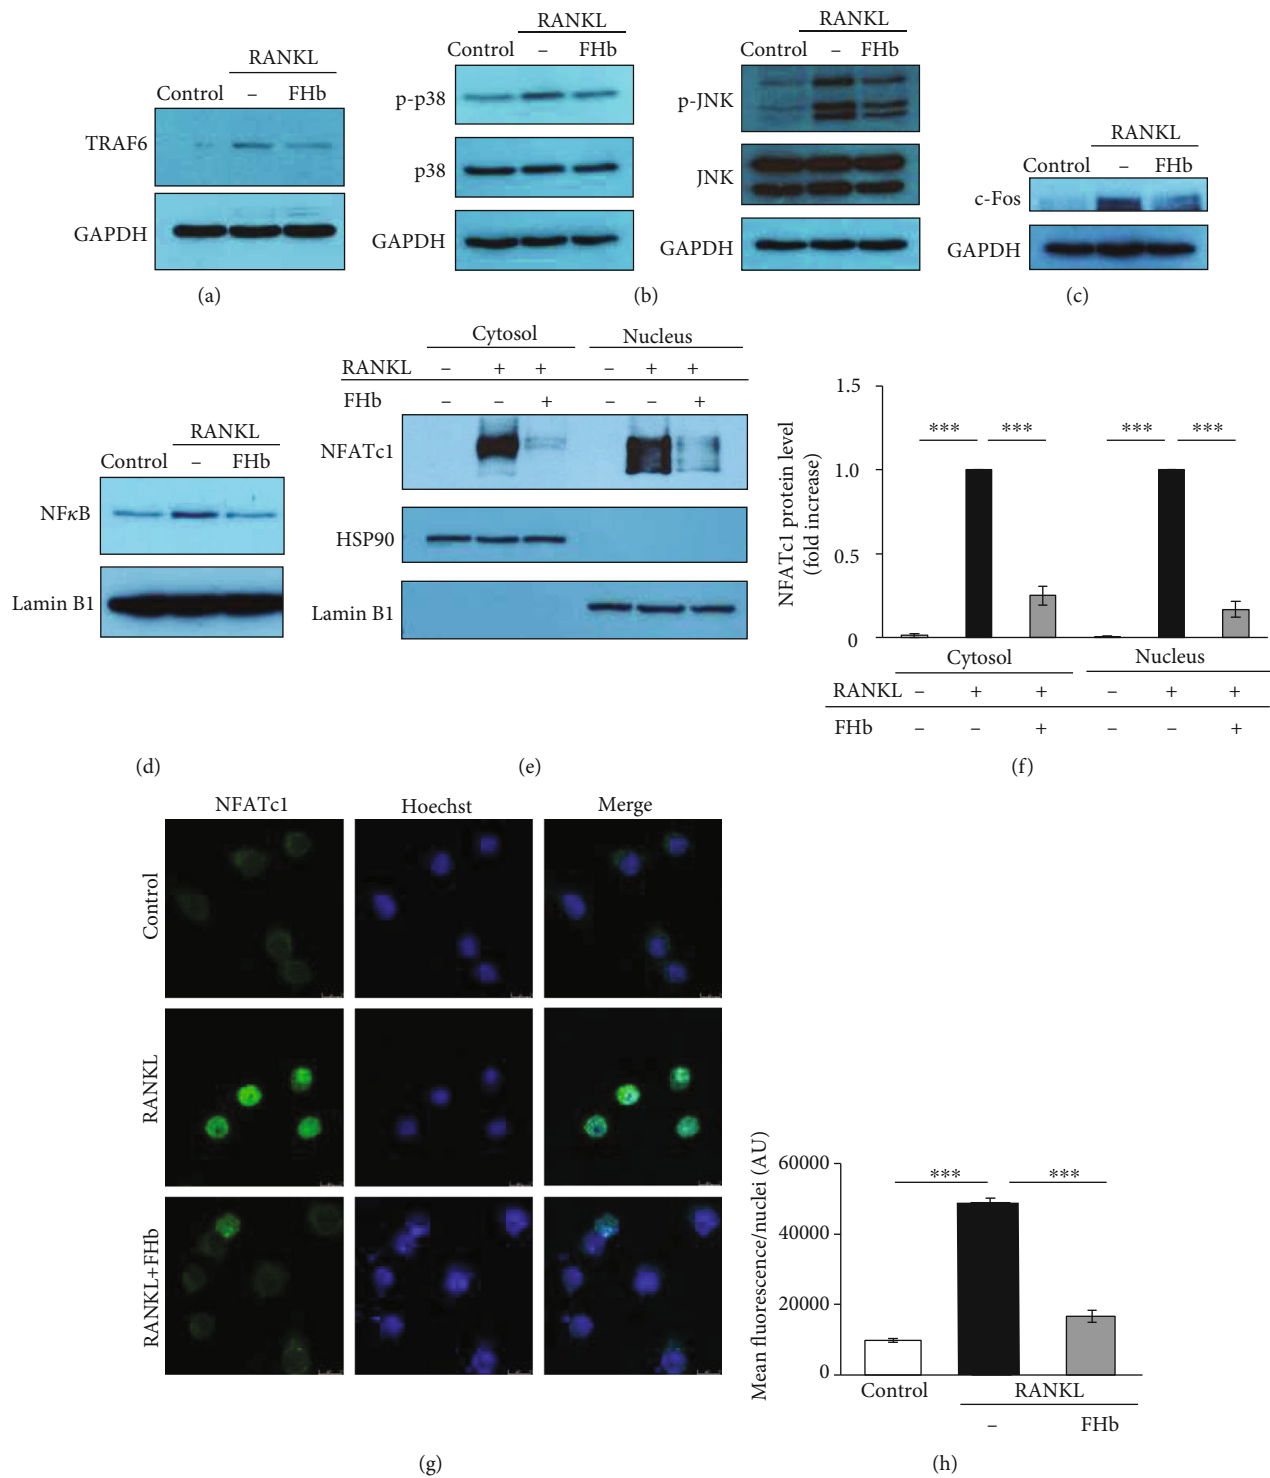 RANKL
Control – FHb
TRAF6
GAPDH
(a)
RANKL
Control – FHb
p-p38
p38
GAPDH
RANKL
Control – FHb
p-JNK
JNK
GAPDH
(b)
RANKL
Control – FHb
c-Fos
GAPDH
(c)
RANKL
Control – FHb
NFκB
Lamin B1
(d)
Cytosol Nucleus
RANKL – + + – + +
FHb – – + – – +
NFATc1
HSP90
Lamin B1
(e)
NFATc1 protein level
(fold increase)
1.5
1.0
0.5
0
*** *** *** ***
Cytosol Nucleus
RANKL – + + – + +
FHb – – + – – +
(f)
NFATc1 Hoechst Merge
Control
RANKL
RANKL+FHb
(g)
Mean fluorescence/nuclei (AU)
60000
40000
20000
0
*** ***
Control RANKL
– FHb
(h)